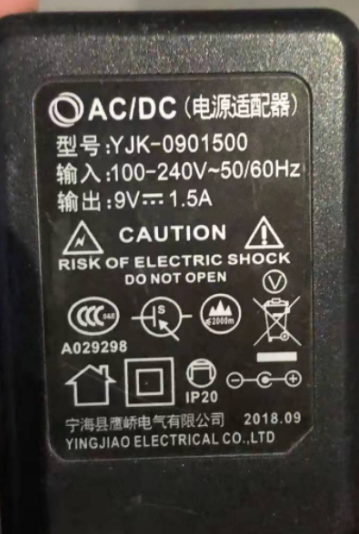 AC/DC (电源适配器)
型号:YJK-0901500
输入:100-240V~50/60Hz
输出:9V⎓1.5A
CAUTION
RISK OF ELECTRIC SHOCK
DO NOT OPEN
V
CCC S&E
S
≤2000m
A029298
IP20
宁海县鹰峤电气有限公司 2018.09
YINGJIAO ELECTRICAL CO.,LTD